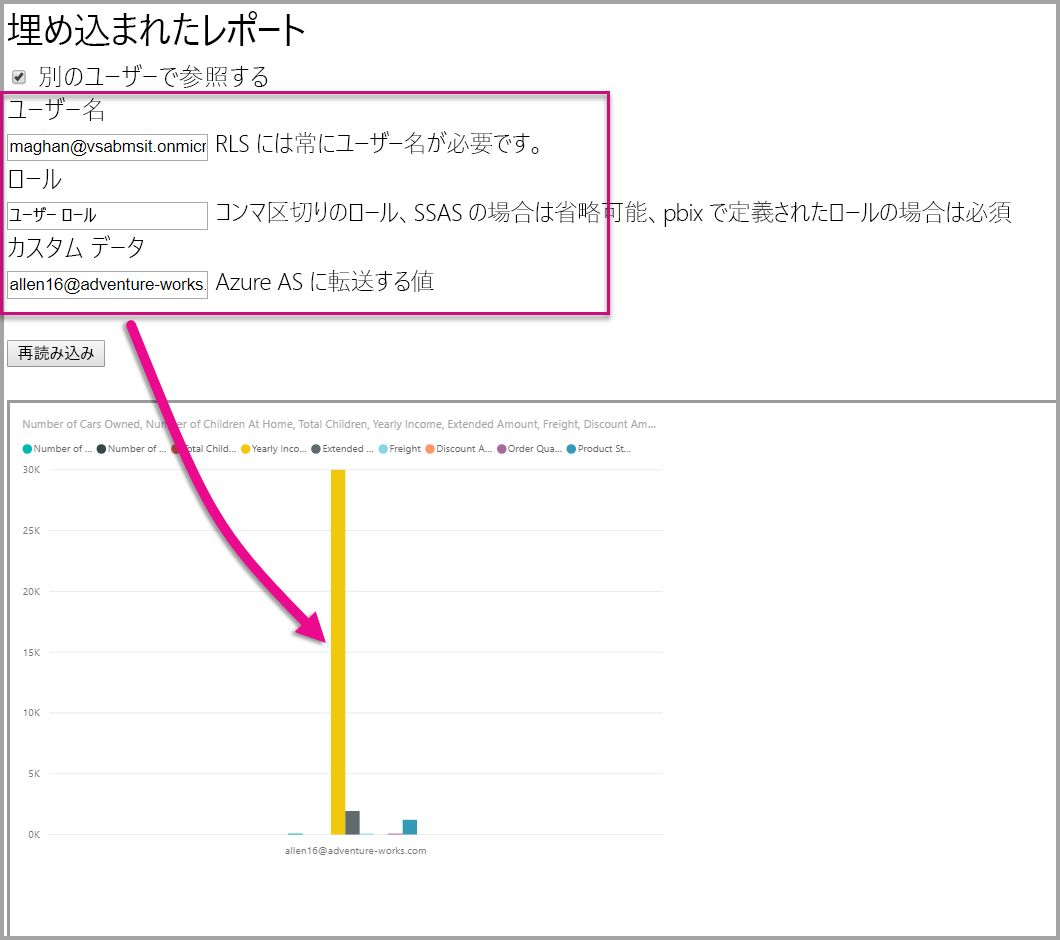 埋め込まれたレポート
別のユーザーで参照する
ユーザー名
maghan@vsabmsit.onmicr RLS には常にユーザー名が必要です。
ロール
ユーザー ロール コンマ区切りのロール、SSAS の場合は省略可能、pbix で定義されたロールの場合は必須
カスタム データ
allen16@adventure-works. Azure AS に転送する値
再読み込み
Number of Cars Owned, Number of Children At Home, Total Children, Yearly Income, Extended Amount, Freight, Discount Am...
Number of ... Number of ... Total Child... Yearly Inco... Extended ... Freight Discount A... Order Qua... Product St...
30K
25K
20K
15K
10K
5K
0K
allen16@adventure-works.com